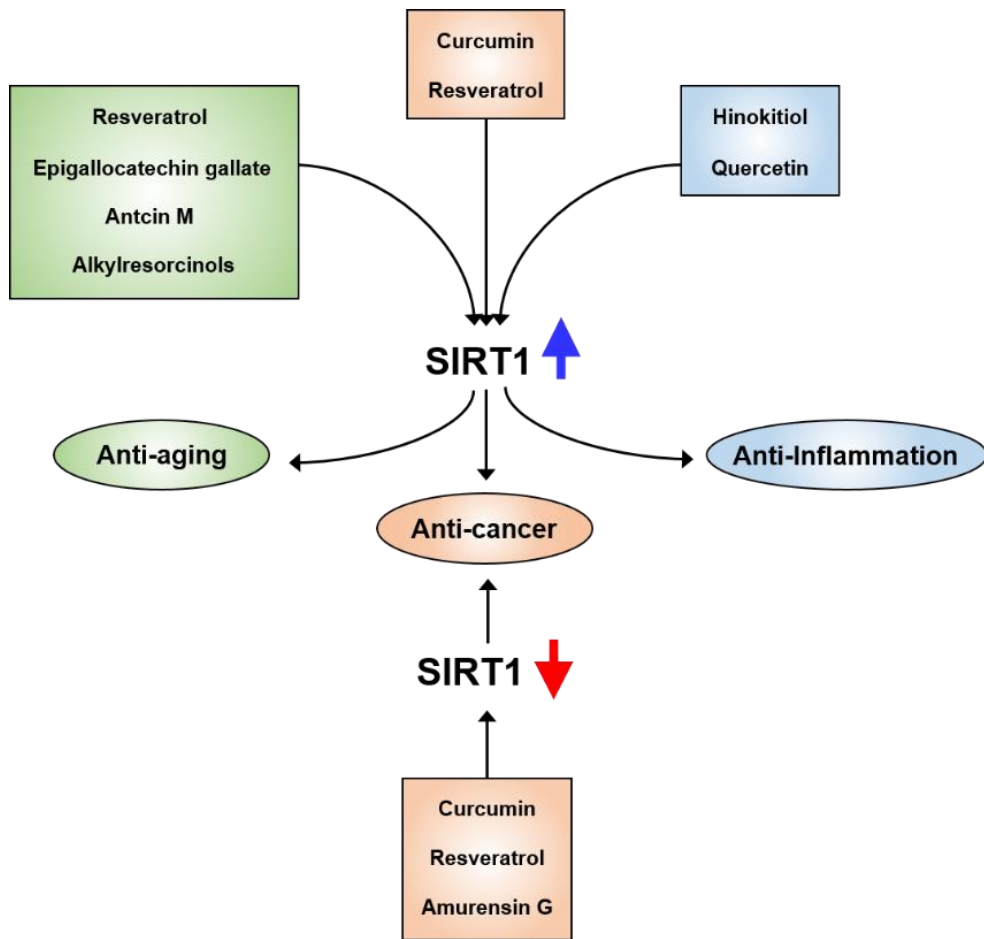 Curcumin
Resveratrol
Resveratrol
Epigallocatechin gallate
Antcin M
Alkylresorcinols
Hinokitiol
Quercetin
SIRT1
Anti-aging
Anti-Inflammation
Anti-cancer
SIRT1
Curcumin
Resveratrol
Amurensin G